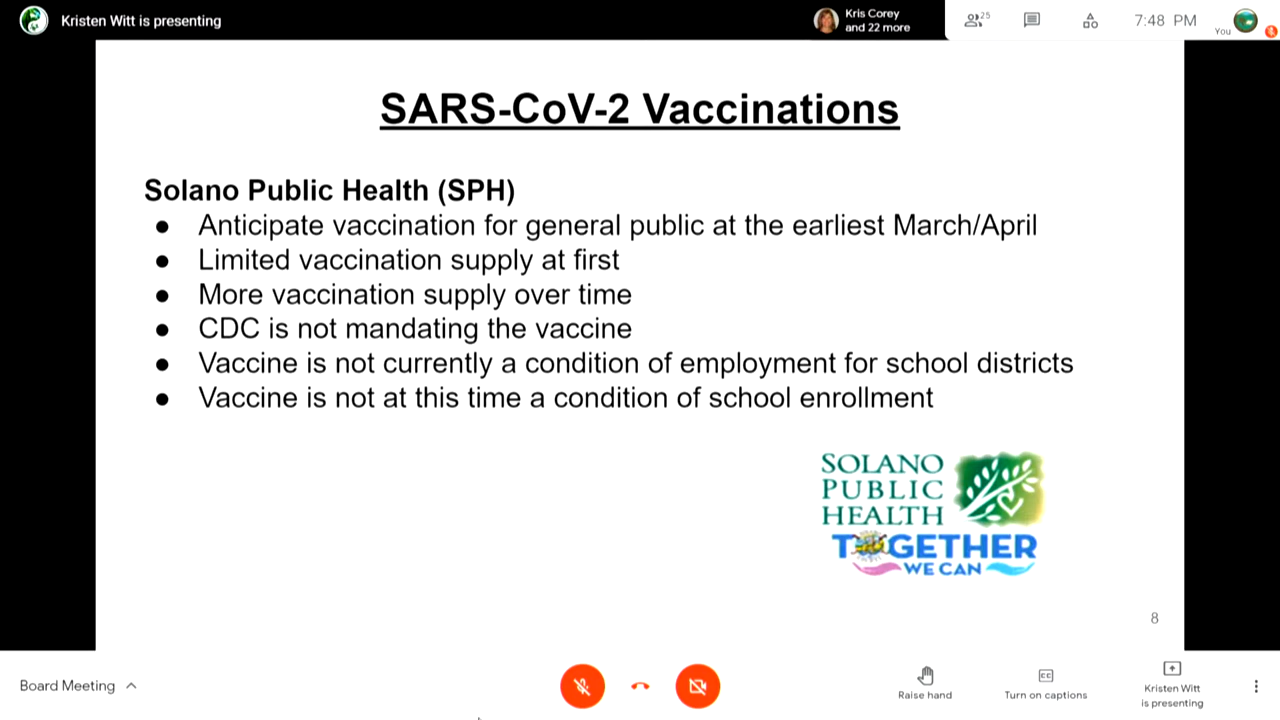 Kristen Witt is presenting
Kris Corey
and 22 more
25
7:48 PM
You
SARS-CoV-2 Vaccinations
Solano Public Health (SPH)
● Anticipate vaccination for general public at the earliest March/April
● Limited vaccination supply at first
● More vaccination supply over time
● CDC is not mandating the vaccine
● Vaccine is not currently a condition of employment for school districts
● Vaccine is not at this time a condition of school enrollment
SOLANO
PUBLIC
HEALTH
TOGETHER
WE CAN
8
Board Meeting
Raise hand
CC
Turn on captions
Kristen Witt
is presenting